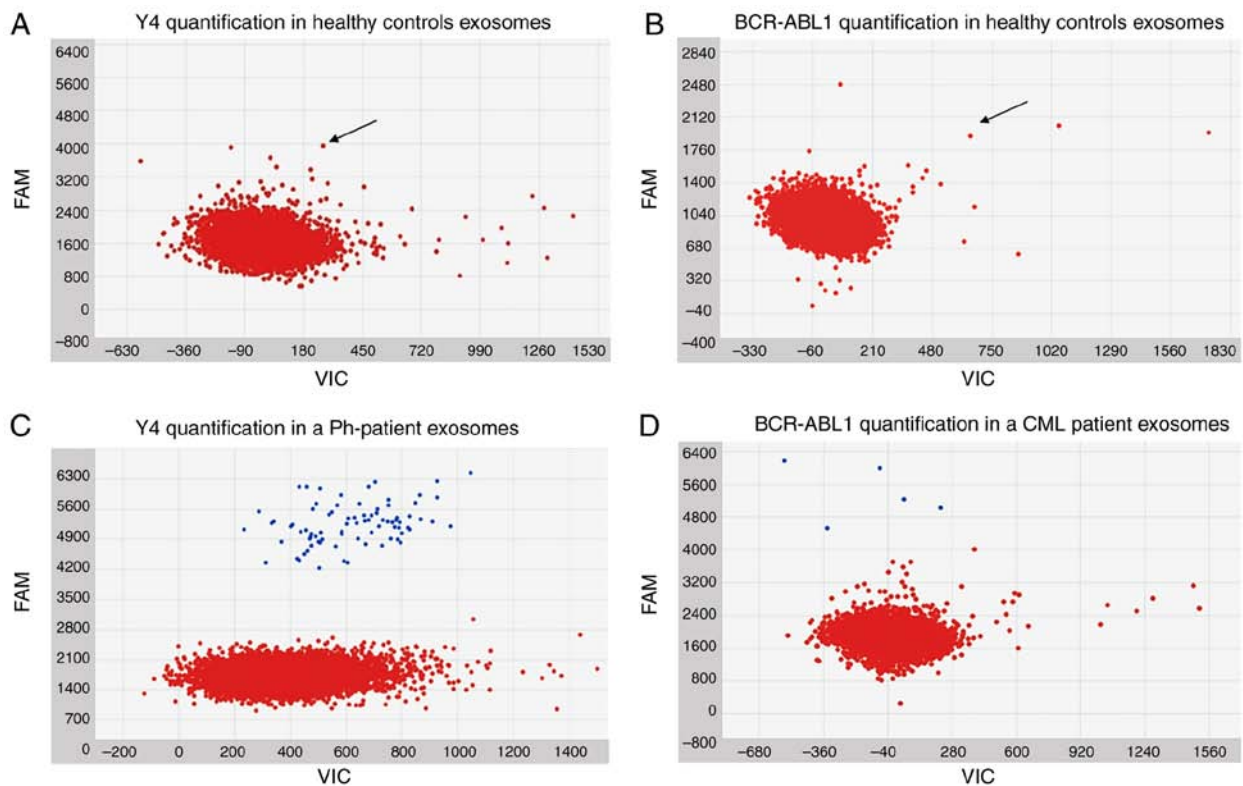 A
Y4 quantification in healthy controls exosomes
6400
5600
4800
4000
3200
2400
1600
800
0
−800
FAM
−630 −360 −90 180 450 720 990 1260 1530
VIC
B
BCR-ABL1 quantification in healthy controls exosomes
2840
2480
2120
1760
1400
1040
680
320
−40
−400
FAM
−330 −60 210 480 750 1020 1290 1560 1830
VIC
C
Y4 quantification in a Ph-patient exosomes
6300
5600
4900
4200
3500
2800
2100
1400
700
0
FAM
−200 0 200 400 600 800 1000 1200 1400
VIC
D
BCR-ABL1 quantification in a CML patient exosomes
6400
5600
4800
4000
3200
2400
1600
800
0
−800
FAM
−680 −360 −40 280 600 920 1240 1560
VIC